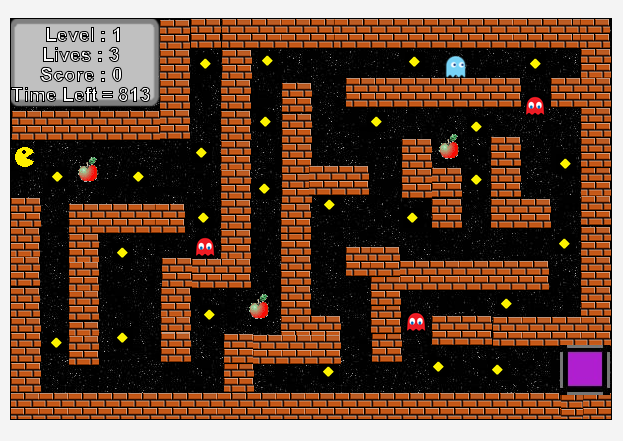 Level : 1
Lives : 3
Score : 0
Time Left = 813